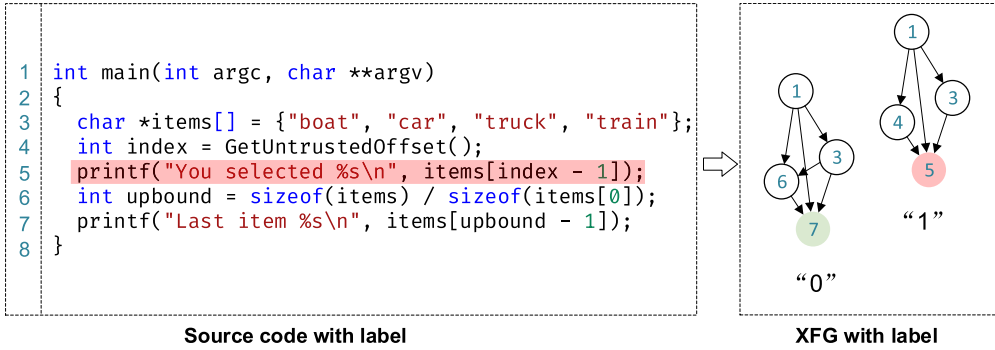 1 int main(int argc, char **argv)
2 {
3 char *items[] = {"boat", "car", "truck", "train"};
4 int index = GetUntrustedOffset();
5 printf("You selected %s\n", items[index - 1]);
6 int upbound = sizeof(items) / sizeof(items[0]);
7 printf("Last item %s\n", items[upbound - 1]);
8 }
Source code with label
1
3
6
7
“0”
1
3
4
5
“1”
XFG with label